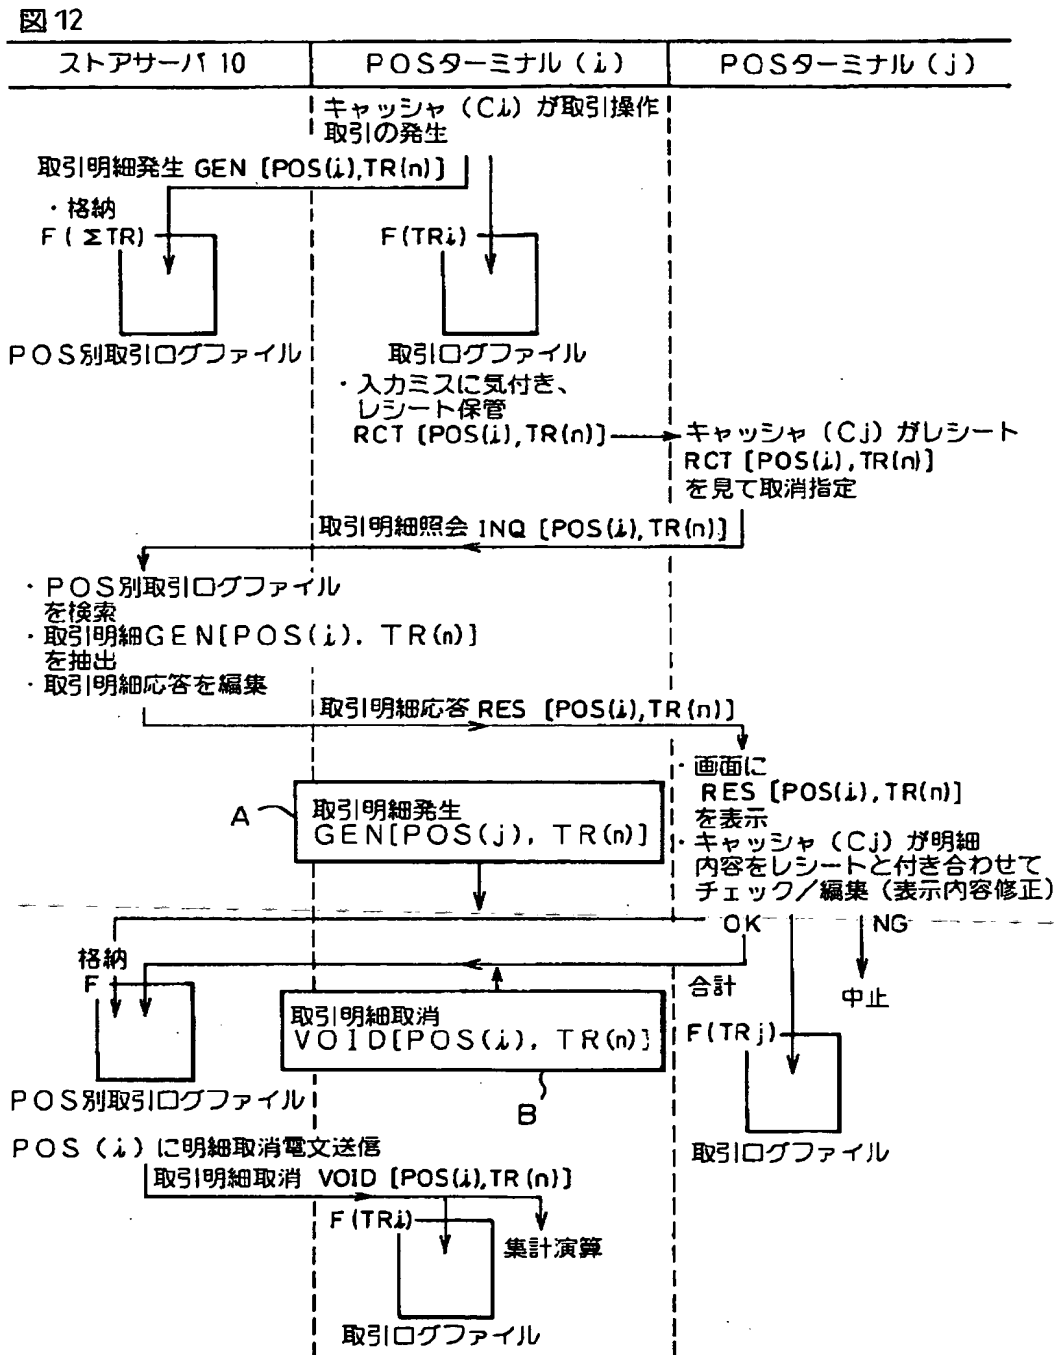 図12
ストアサーバ 10
POSターミナル (i)
POSターミナル (j)
キャッシャ (Ci) が取引操作
取引の発生
取引明細発生 GEN [POS(i),TR(n)]
・格納
F(ΣTR)
F(TRi)
POS別取引ログファイル
取引ログファイル
・入力ミスに気付き、
レシート保管
RCT [POS(i),TR(n)]
キャッシャ (Cj) がレシート
RCT [POS(i),TR(n)]
を見て取消指定
取引明細照会 INQ [POS(i),TR(n)]
・POS別取引ログファイル
を検索
・取引明細GEN[POS(i). TR(n)]
を抽出
・取引明細応答を編集
取引明細応答 RES [POS(i),TR(n)]
・画面に
RES [POS(i),TR(n)]
を表示
・キャッシャ (Cj) が明細
内容をレシートと付き合わせて
チェック/編集 (表示内容修正)
A
取引明細発生
GEN[POS(j). TR(n)]
OK
NG
格納
F
合計
中止
取引明細取消
VOID[POS(i). TR(n)]
B
F(TRj)
POS別取引ログファイル
取引ログファイル
POS (i) に明細取消電文送信
取引明細取消 VOID [POS(i),TR(n)]
F(TRi)
集計演算
取引ログファイル